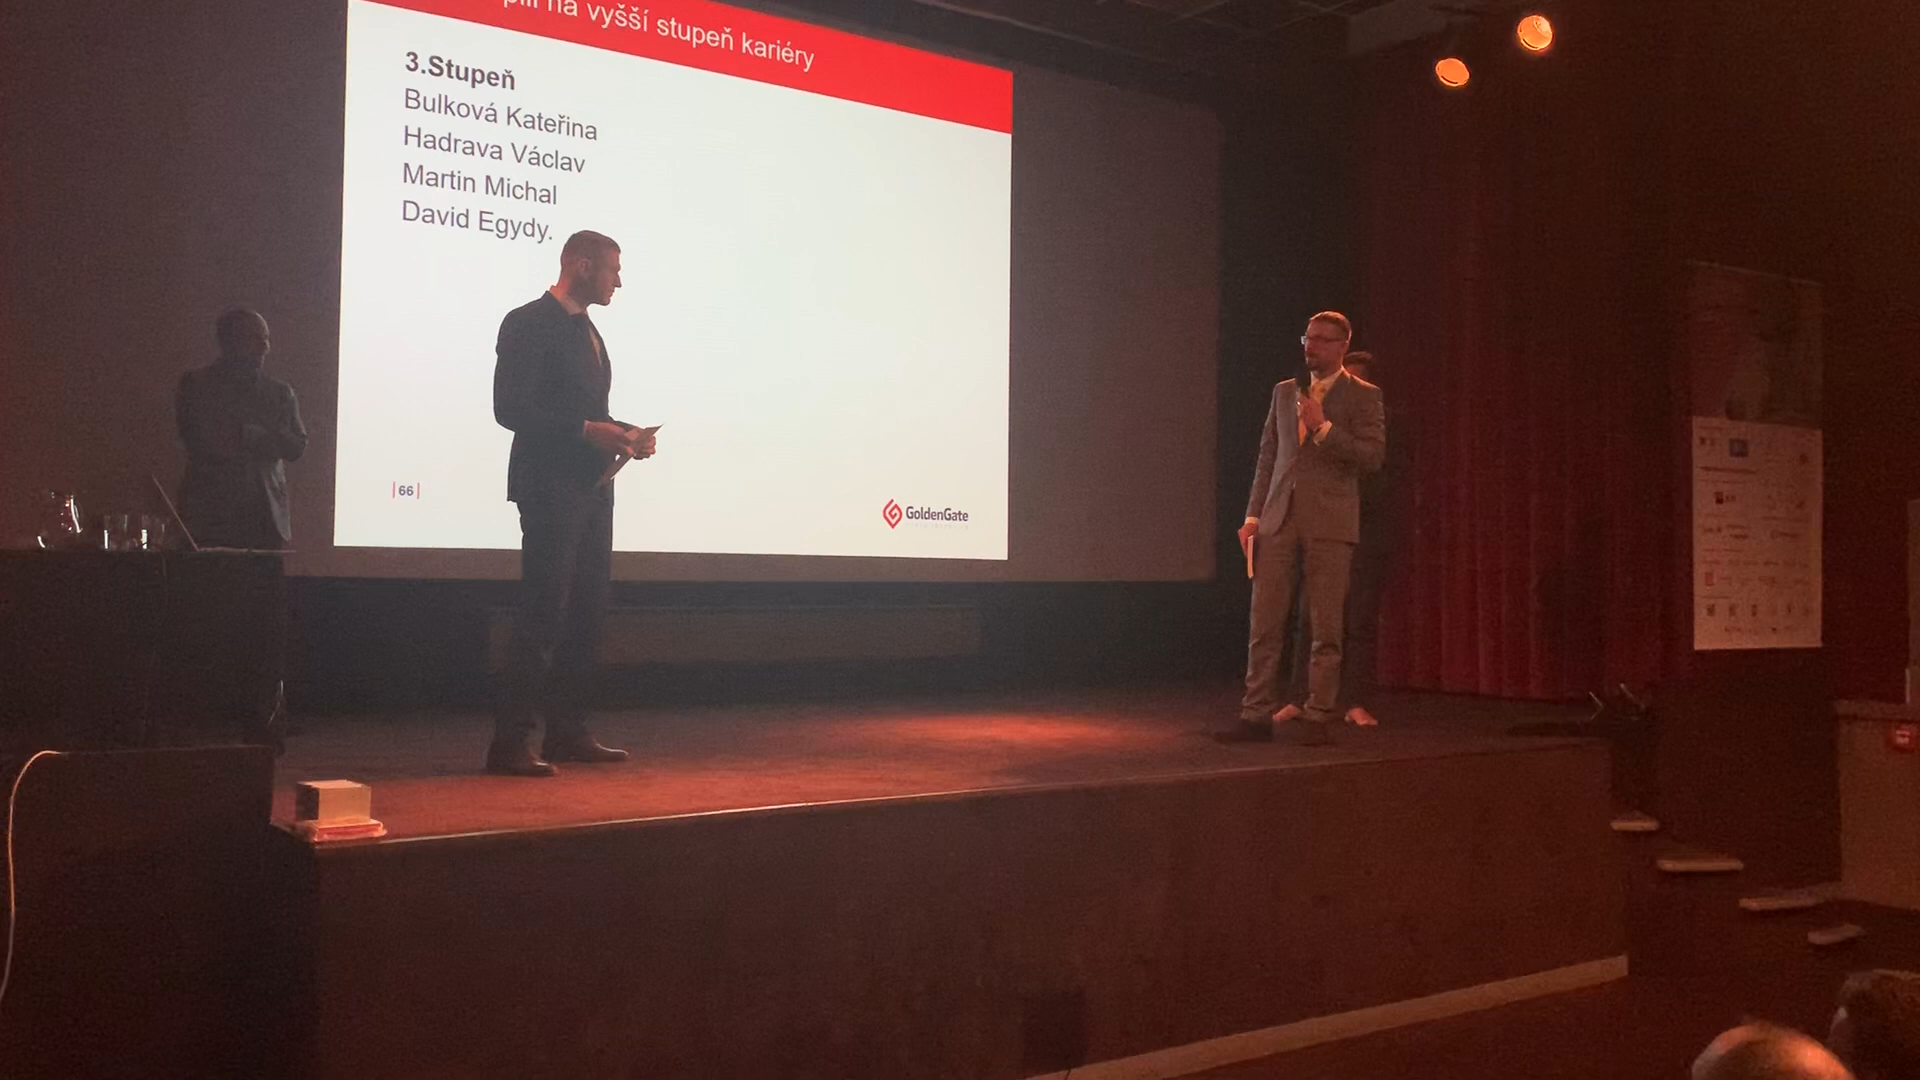 na vyšší stupeň kariéry
3.Stupeň
Bulková Kateřina
Hadrava Václav
Martin Michal
David Egydy.
|66|
GoldenGate